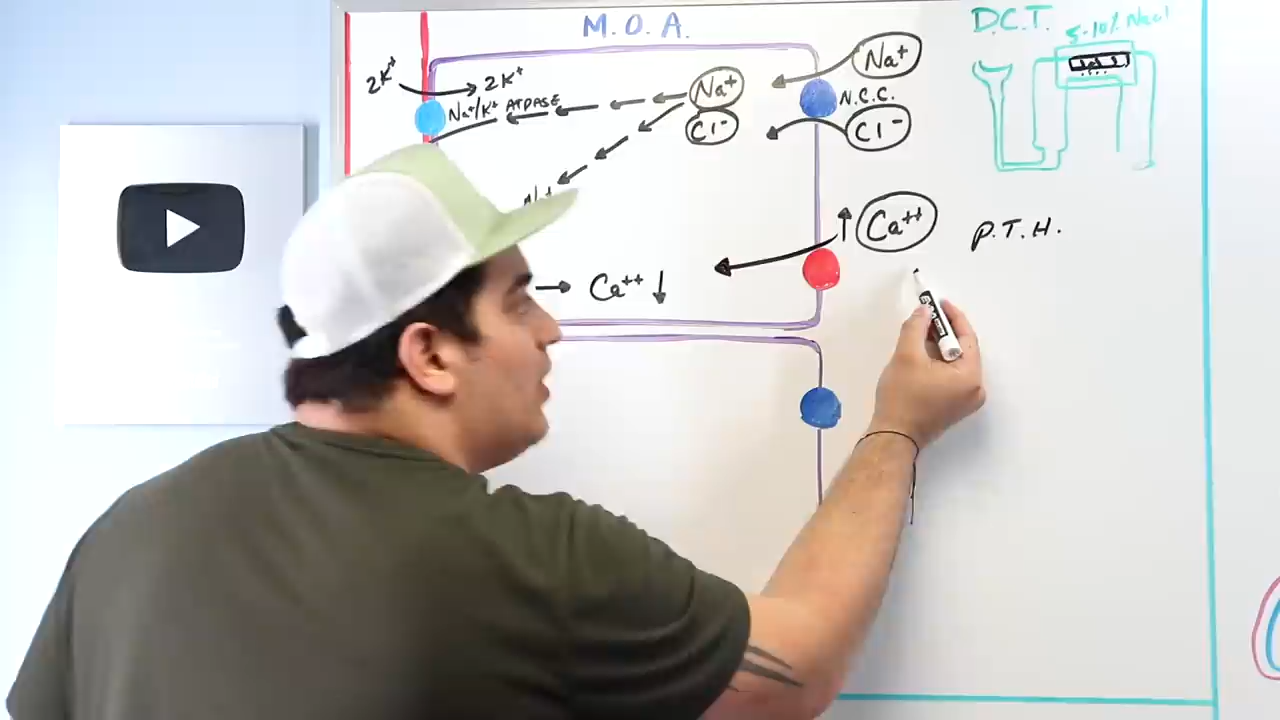 M. O. A.
D.C.T.
5-10% NaCl
2K⁺ 2K⁺
Na⁺/K⁺ ATPASE
Na⁺
Cl⁻
Na⁺
N.C.C.
Cl⁻
↑ Ca⁺⁺
P.T.H.
→ Ca⁺⁺ ↓